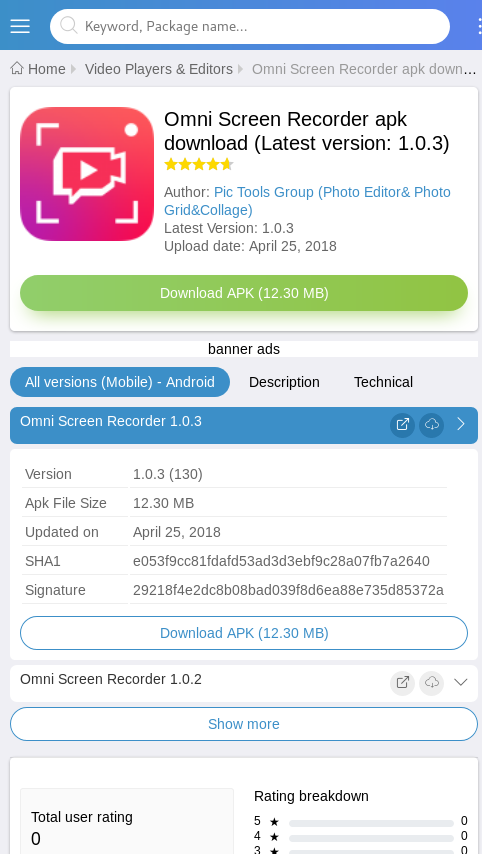 Keyword, Package name...
Home
Video Players & Editors
Omni Screen Recorder apk down...
Omni Screen Recorder apk
download (Latest version: 1.0.3)
Author: Pic Tools Group (Photo Editor& Photo
Grid&Collage)
Latest Version: 1.0.3
Upload date: April 25, 2018
Download APK (12.30 MB)
banner ads
All versions (Mobile) - Android
Description
Technical
Omni Screen Recorder 1.0.3
Version 1.0.3 (130)
Apk File Size 12.30 MB
Updated on April 25, 2018
SHA1 e053f9cc81fdafd53ad3d3ebf9c28a07fb7a2640
Signature 29218f4e2dc8b08bad039f8d6ea88e735d85372a
Download APK (12.30 MB)
Omni Screen Recorder 1.0.2
Show more
Total user rating
0
Rating breakdown
5 ★ 0
4 ★ 0
3 ★ 0